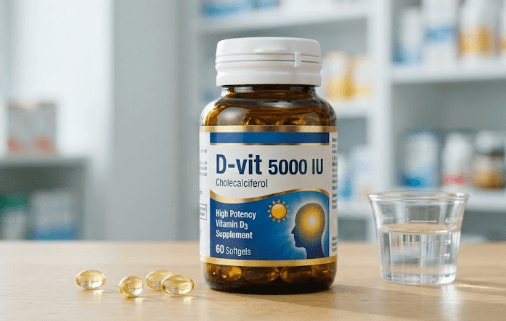 D-vit 5000 IU
Cholecalciferol
High Potency
Vitamin D₃
Supplement
60 Softgels